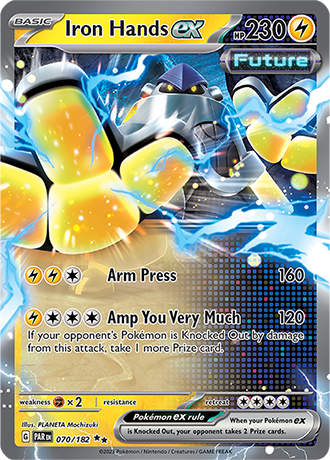 BASIC
Iron Hands ex
HP 230
Future
Arm Press 160
Amp You Very Much 120
If your opponent's Pokémon is Knocked Out by damage
from this attack, take 1 more Prize card.
weakness ×2 resistance retreat
Illus. PLANETA Mochizuki
Pokémon ex rule
When your Pokémon ex
is Knocked Out, your opponent takes 2 Prize cards.
G PAR EN 070/182 ★★
©2023 Pokémon / Nintendo / Creatures / GAME FREAK